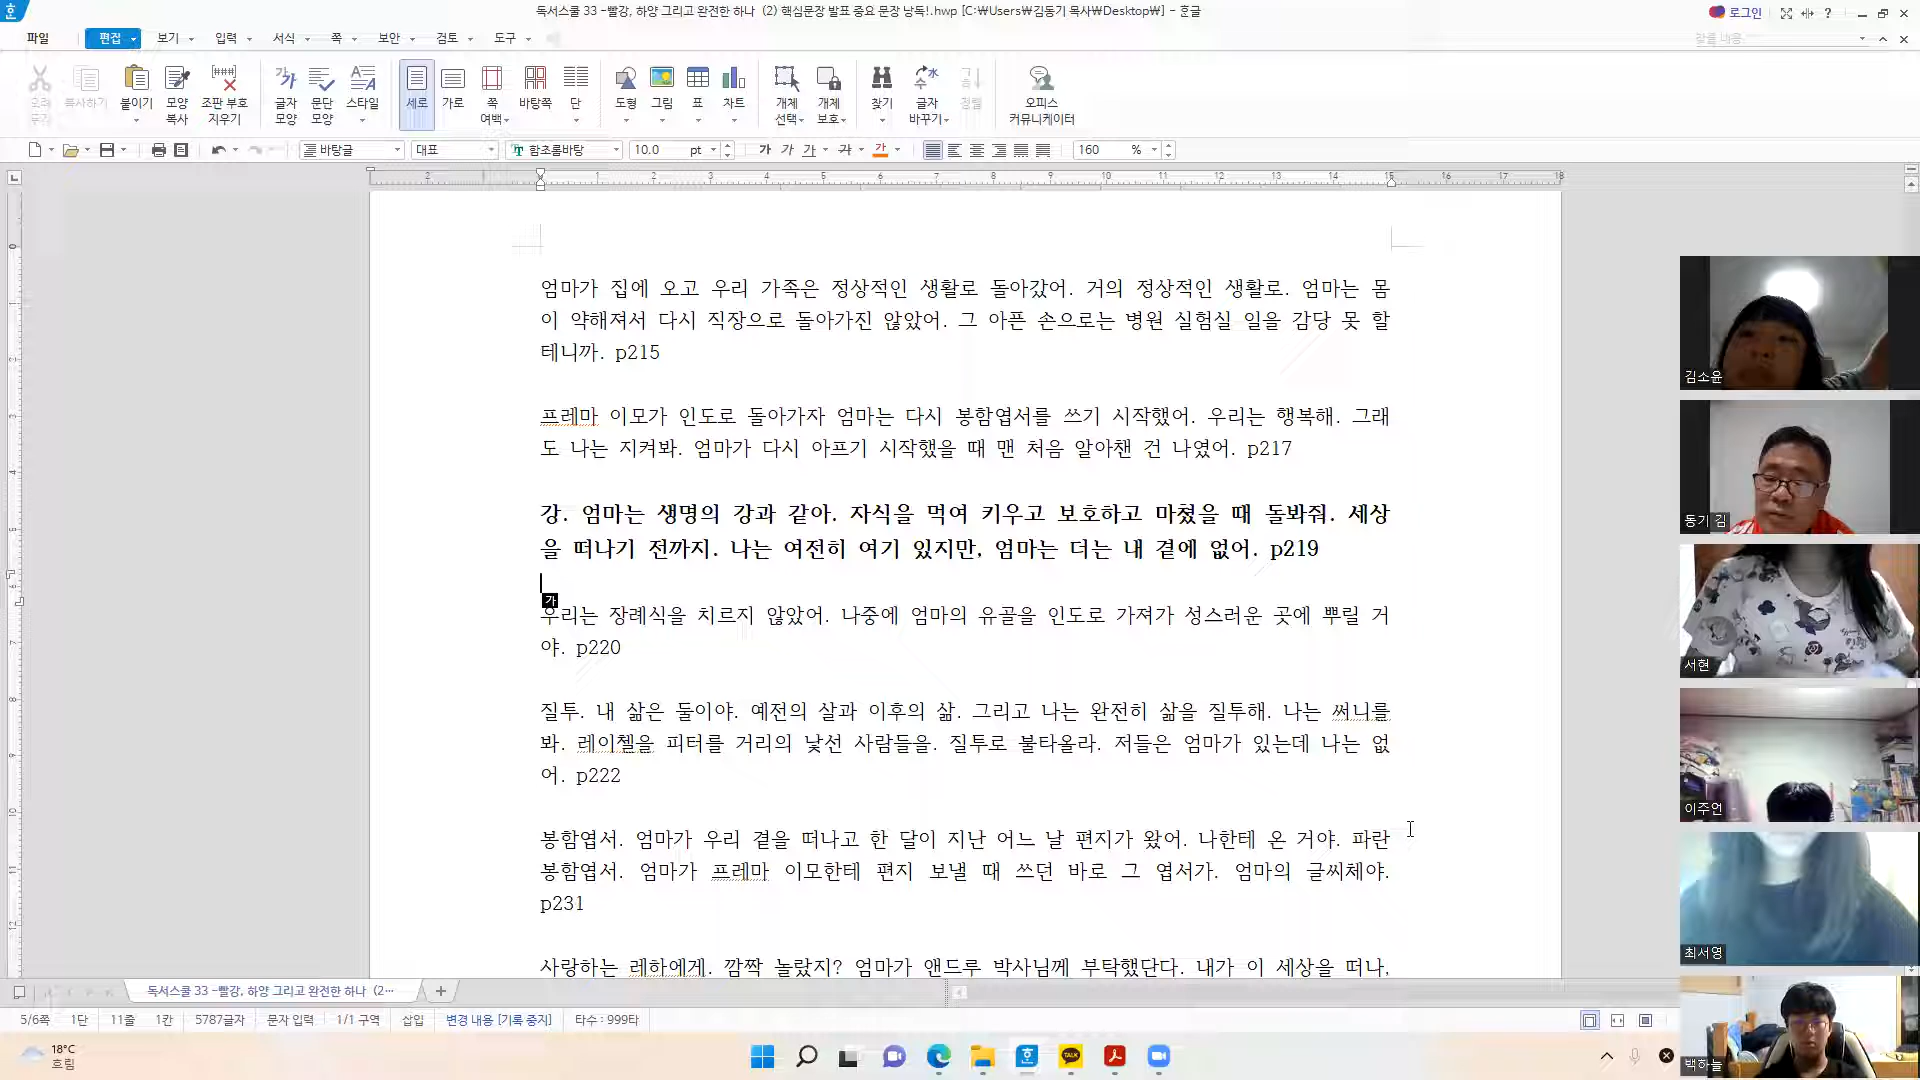 독서스쿨 33 -빨강, 하양 그리고 완전한 하나  (2) 핵심문장 발표 중요 문장 낭독!.hwp [C:₩Users₩김동기 목사₩Desktop₩] - 한글
로그인
파일 편집 보기 입력 서식 쪽 보안 검토 도구
오려 두기 복사하기 붙이기 모양 복사 조판 부호 지우기 글자 모양 문단 모양 스타일 세로 가로 쪽 여백 바탕쪽 단 도형 그림 표 차트 개체 선택 개체 보호 찾기 글자 바꾸기 정렬 오피스 커뮤니케이터
바탕글 대표 함초롬바탕 10.0 pt 가 가 가 가 가 160 %
엄마가 집에 오고 우리 가족은 정상적인 생활로 돌아갔어. 거의 정상적인 생활로. 엄마는 몸
이 약해져서 다시 직장으로 돌아가진 않았어. 그 아픈 손으로는 병원 실험실 일을 감당 못 할
테니까. p215
프레마 이모가 인도로 돌아가자 엄마는 다시 봉함엽서를 쓰기 시작했어. 우리는 행복해. 그래
도 나는 지켜봐. 엄마가 다시 아프기 시작했을 때 맨 처음 알아챈 건 나였어. p217
강. 엄마는 생명의 강과 같아. 자식을 먹여 키우고 보호하고 마쳤을 때 돌봐줘. 세상
을 떠나기 전까지. 나는 여전히 여기 있지만, 엄마는 더는 내 곁에 없어. p219
가
우리는 장례식을 치르지 않았어. 나중에 엄마의 유골을 인도로 가져가 성스러운 곳에 뿌릴 거
야. p220
질투. 내 삶은 둘이야. 예전의 살과 이후의 삶. 그리고 나는 완전히 삶을 질투해. 나는 써니를
봐. 레이첼을 피터를 거리의 낯선 사람들을. 질투로 불타올라. 저들은 엄마가 있는데 나는 없
어. p222
봉함엽서. 엄마가 우리 곁을 떠나고 한 달이 지난 어느 날 편지가 왔어. 나한테 온 거야. 파란
봉함엽서. 엄마가 프레마 이모한테 편지 보낼 때 쓰던 바로 그 엽서가. 엄마의 글씨체야.
p231
사랑하는 레하에게. 깜짝 놀랐지? 엄마가 앤드루 박사님께 부탁했단다. 내가 이 세상을 떠나,
김소윤
동기 김
서현
이주언
최서영
백하늘
독서스쿨 33 -빨강, 하양 그리고 완전한 하나  (2...
5/6쪽 1단 11줄 1칸 5787글자 문자 입력 1/1 구역 삽입 변경 내용 [기록 중지] 타수 : 999타
18°C
흐림
TALK